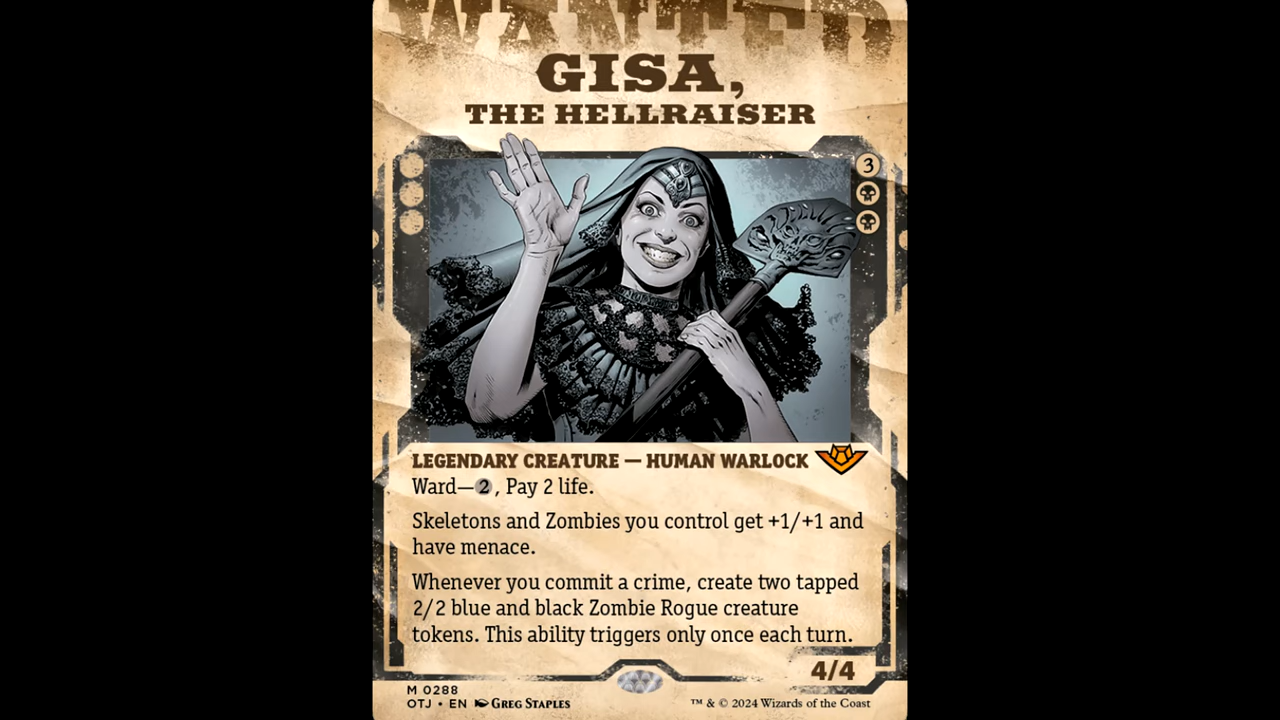 WANTED
GISA,
THE HELLRAISER
3
LEGENDARY CREATURE — HUMAN WARLOCK
Ward—2, Pay 2 life.
Skeletons and Zombies you control get +1/+1 and
have menace.
Whenever you commit a crime, create two tapped
2/2 blue and black Zombie Rogue creature
tokens. This ability triggers only once each turn.
4/4
M 0288
OTJ • EN GREG STAPLES
™ & © 2024 Wizards of the Coast